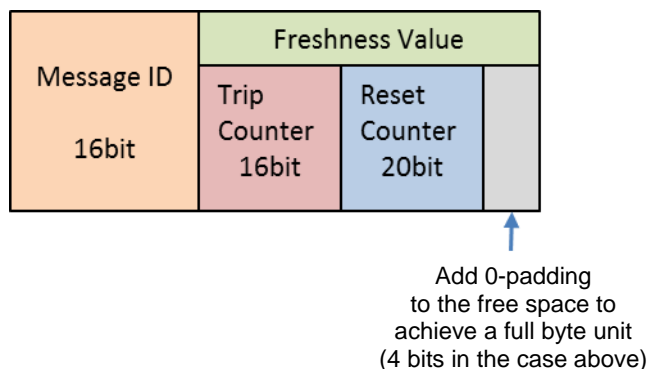 Message ID
16bit
Freshness Value
Trip
Counter
16bit
Reset
Counter
20bit
Add 0-padding
to the free space to
achieve a full byte unit
(4 bits in the case above)